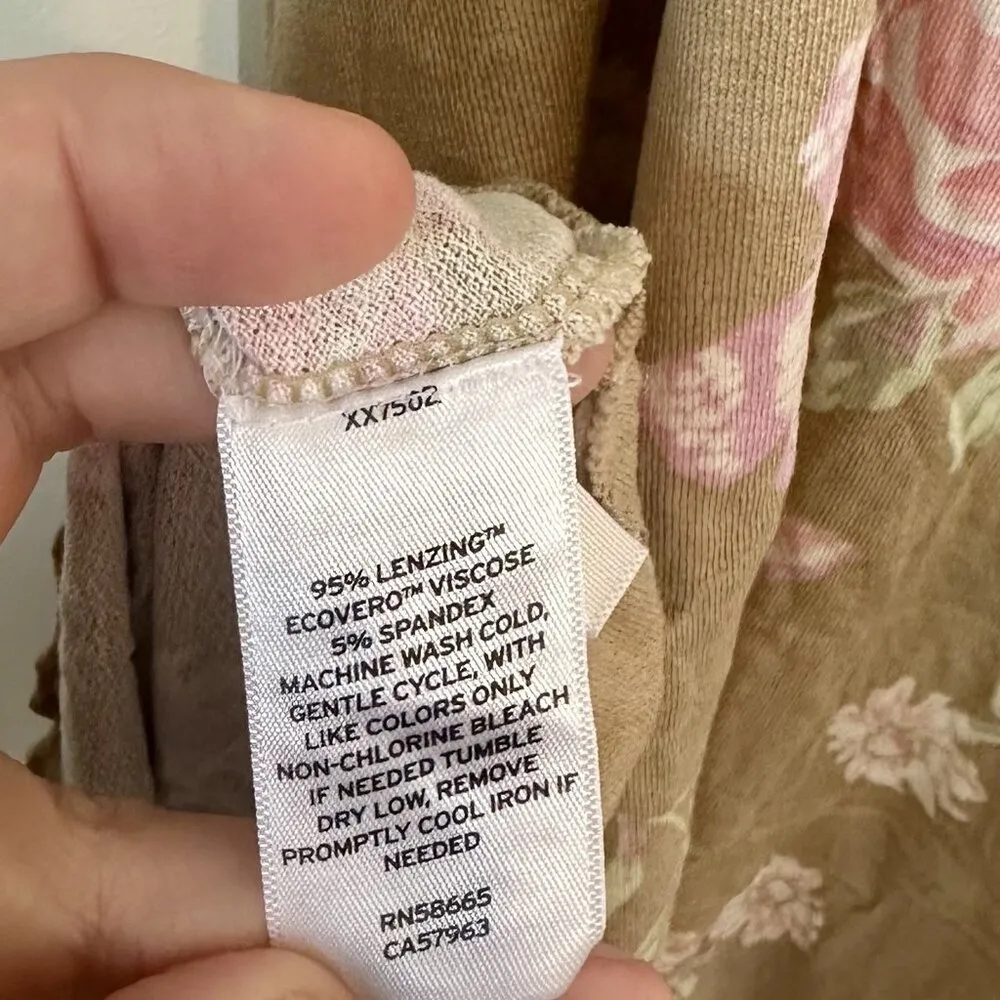 XX7502
95% LENZING™
ECOVERO™ VISCOSE
5% SPANDEX
MACHINE WASH COLD,
GENTLE CYCLE, WITH
LIKE COLORS ONLY
NON-CHLORINE BLEACH
IF NEEDED TUMBLE
DRY LOW, REMOVE
PROMPTLY COOL IRON IF
NEEDED
RN58665
CA57963